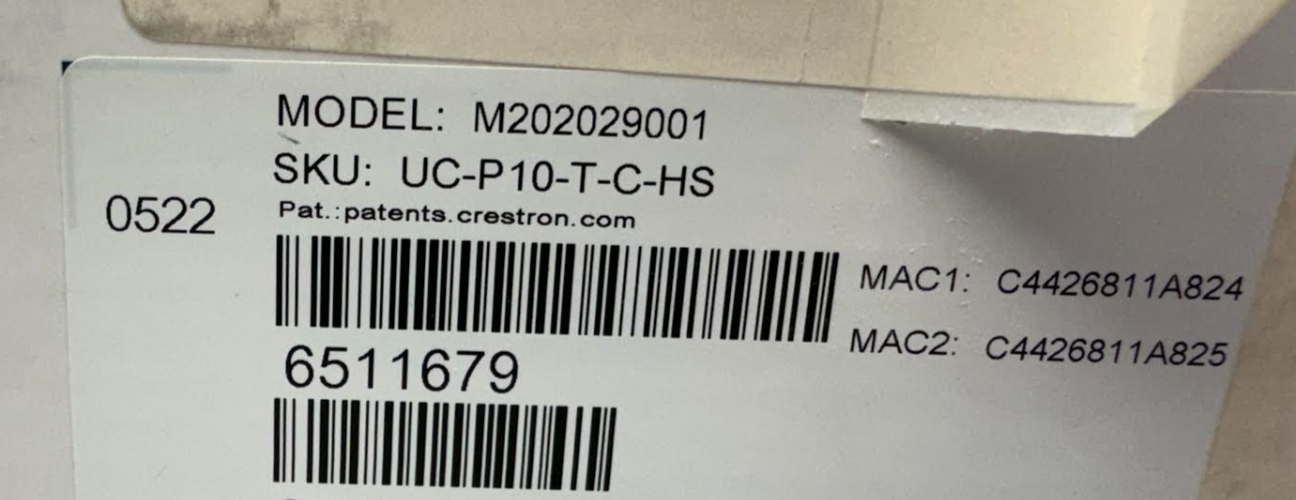 MODEL: M202029001
SKU: UC-P10-T-C-HS
0522
Pat.:patents.crestron.com
MAC1: C4426811A824
MAC2: C4426811A825
6511679